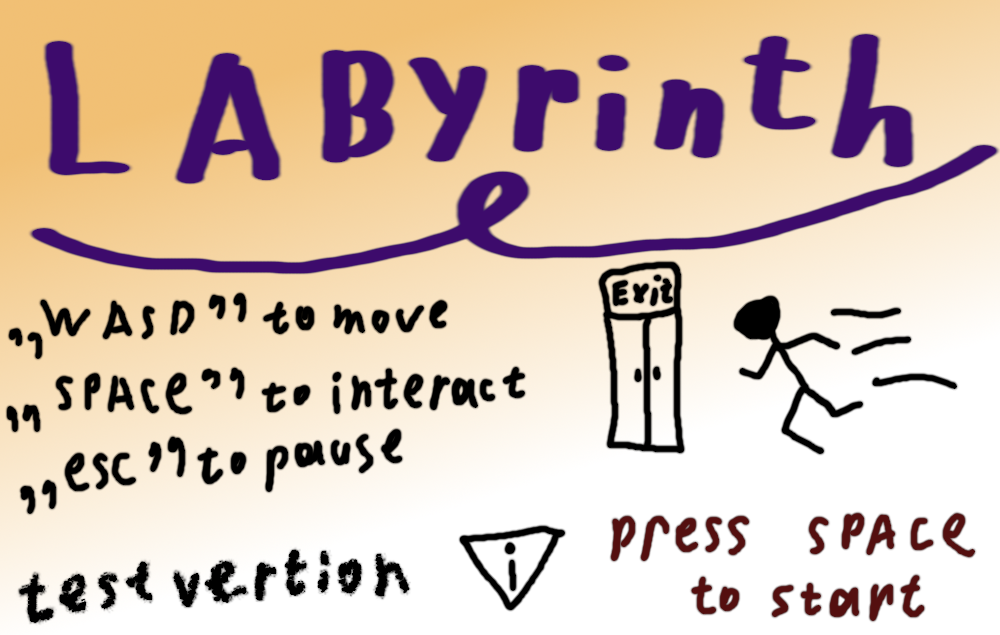 LAByrinth
„WASD” to move
Exit
„SPACE” to interact
„esc” to pause
test vertion
i
press SPACE
to start